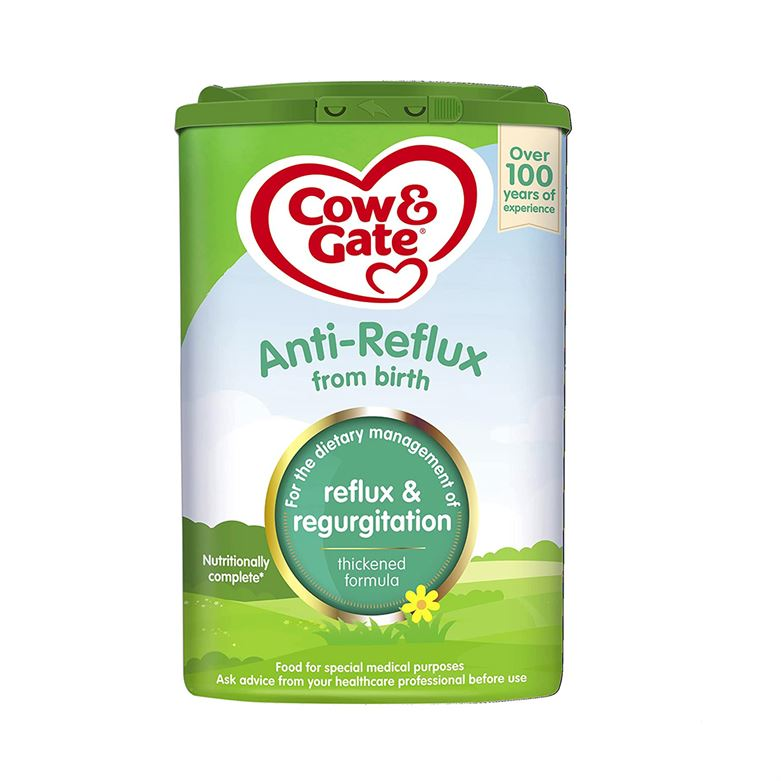 Over
100
years of
experience
Cow &
Gate®
Anti-Reflux
from birth
For the dietary management of
reflux &
regurgitation
thickened
formula
Nutritionally
complete*
Food for special medical purposes
Ask advice from your healthcare professional before use